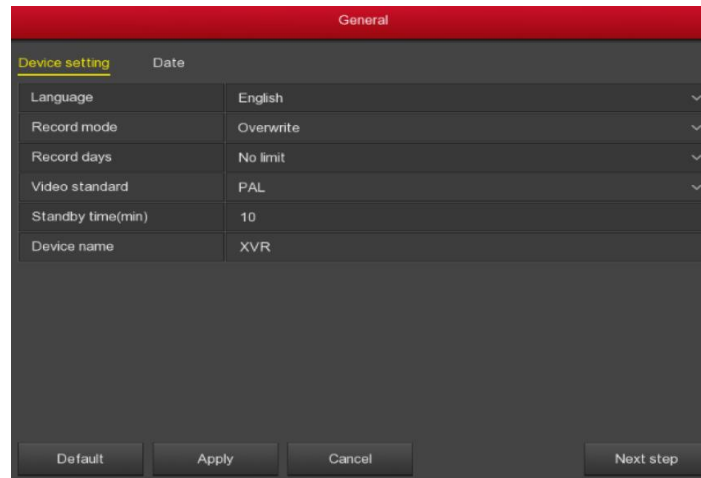 General
Device setting Date
Language English
Record mode Overwrite
Record days No limit
Video standard PAL
Standby time(min) 10
Device name XVR
Default Apply Cancel Next step